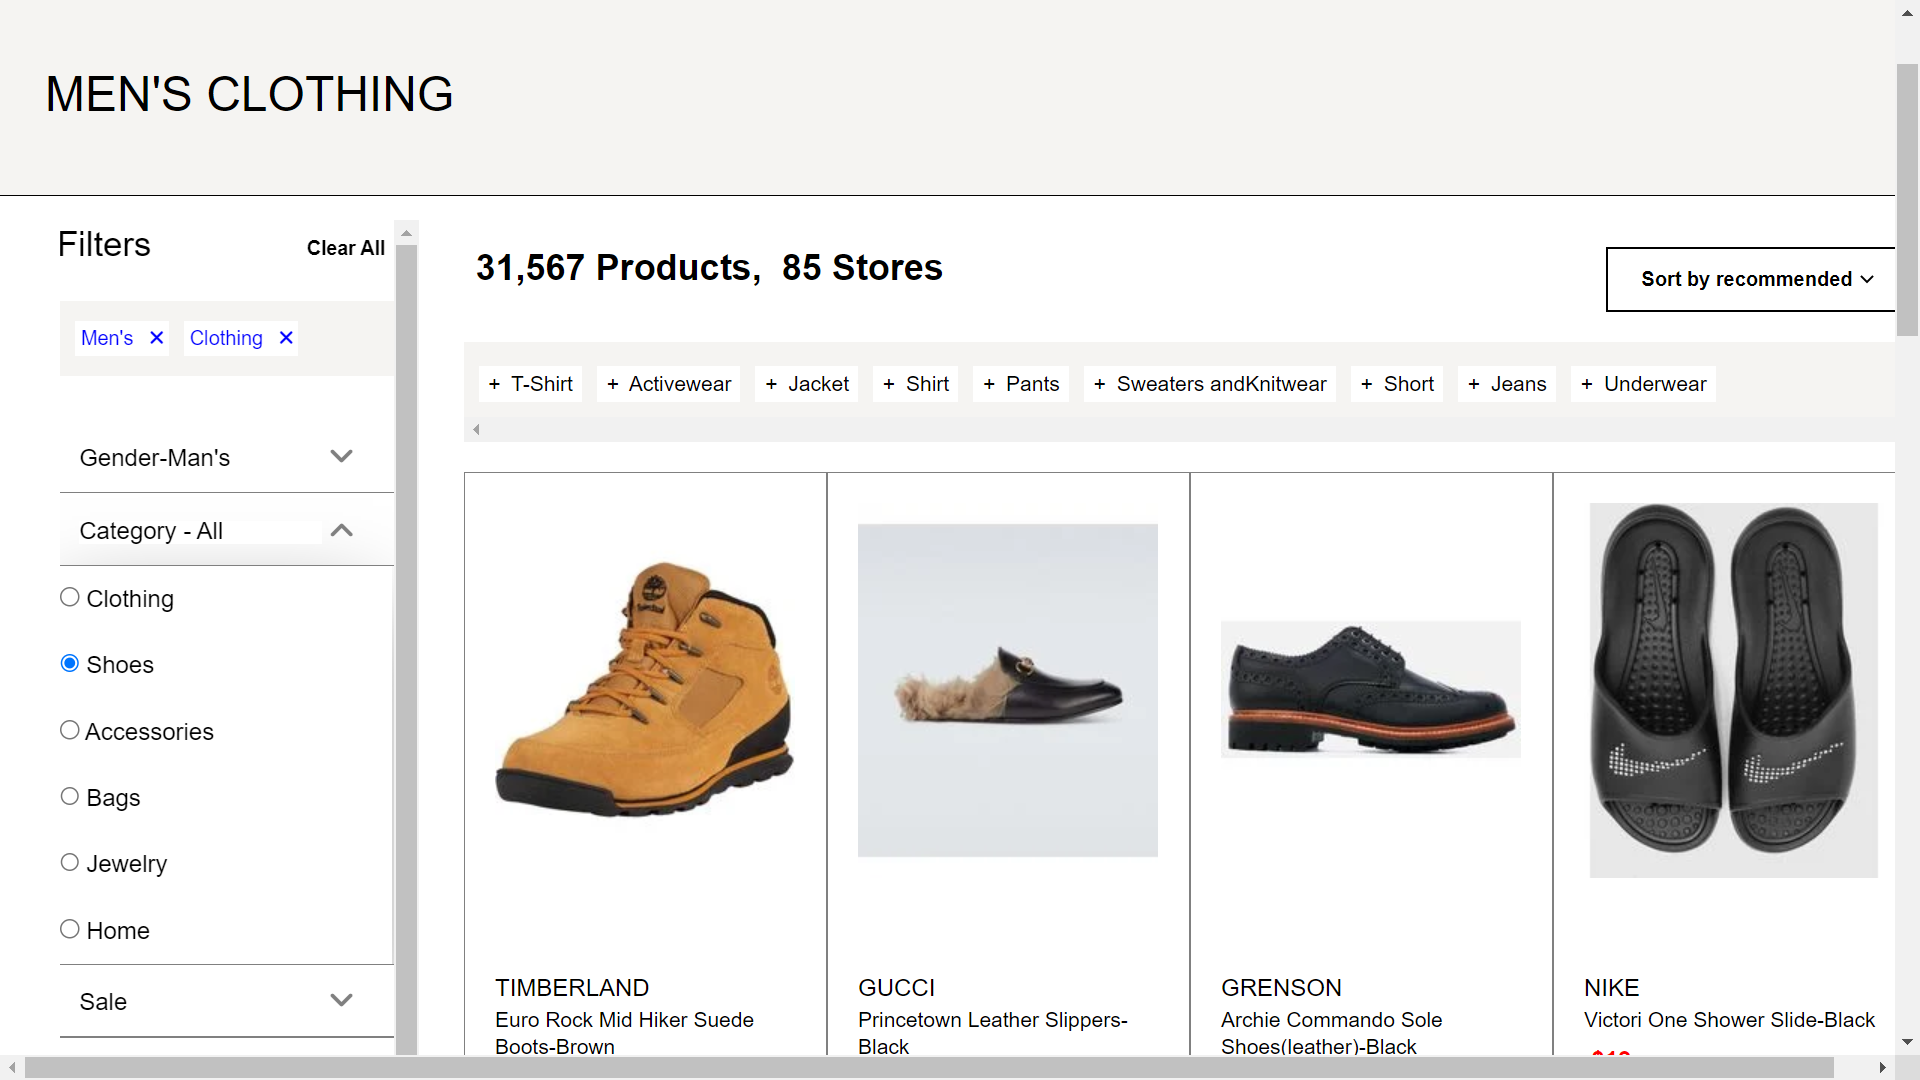 MEN'S CLOTHING
Filters
Clear All
Men's ✕ Clothing ✕
Gender-Man's
Category - All
Clothing
Shoes
Accessories
Bags
Jewelry
Home
Sale
31,567 Products, 85 Stores
Sort by recommended
+ T-Shirt + Activewear + Jacket + Shirt + Pants + Sweaters andKnitwear + Short + Jeans + Underwear
TIMBERLAND
Euro Rock Mid Hiker Suede
Boots-Brown
GUCCI
Princetown Leather Slippers-
Black
GRENSON
Archie Commando Sole
Shoes(leather)-Black
NIKE
Victori One Shower Slide-Black